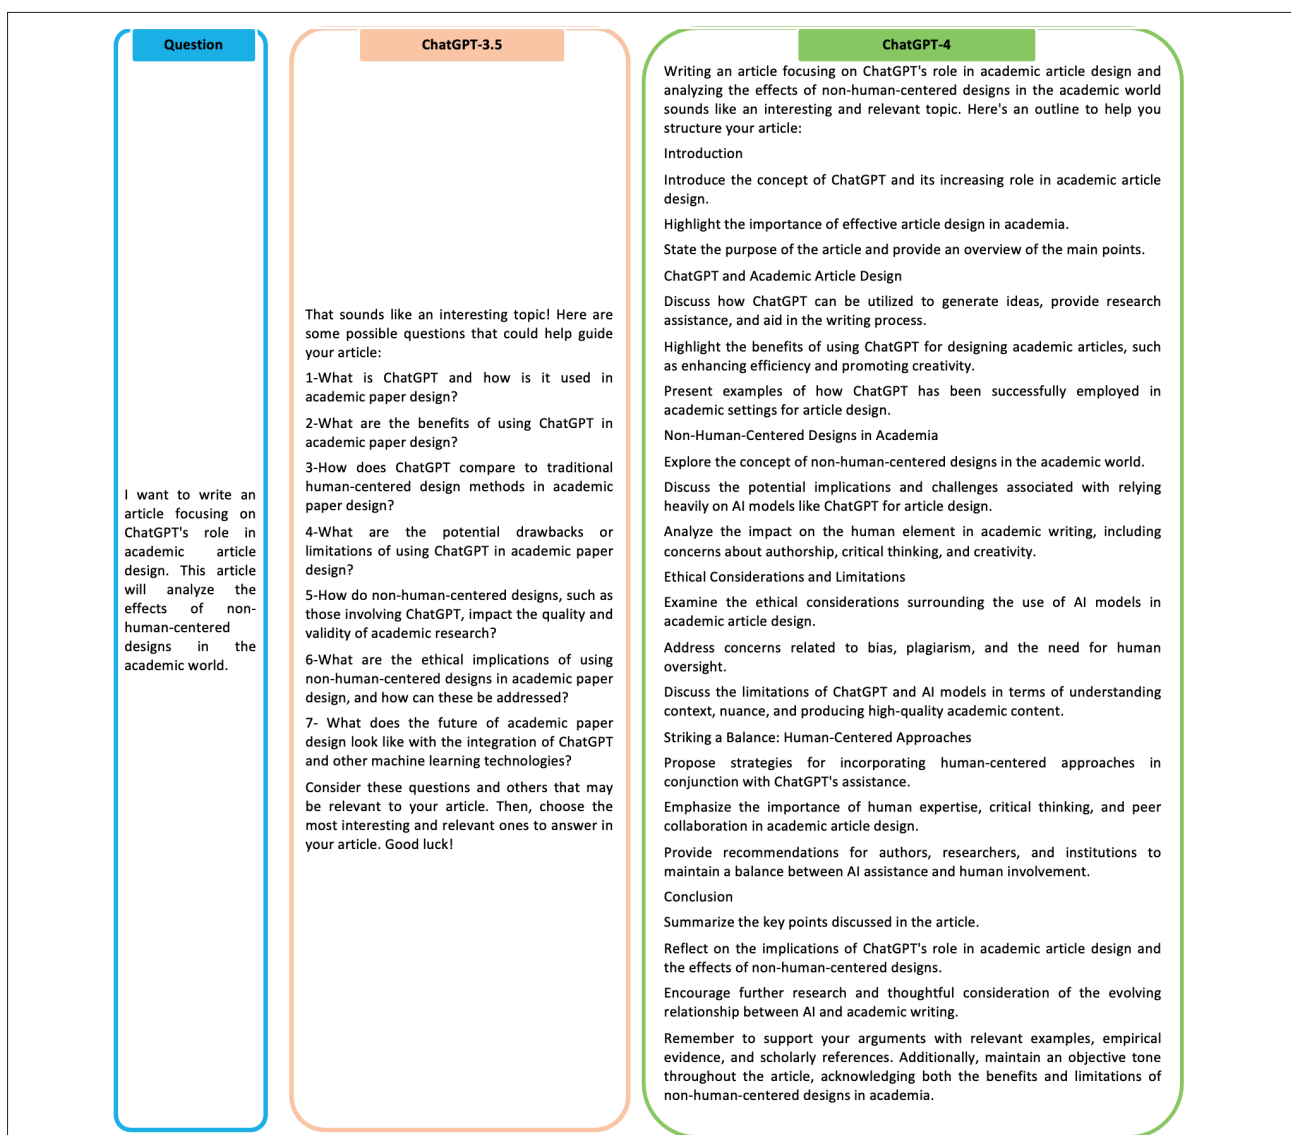 Question
I want to write an
article focusing on
ChatGPT's role in
academic article
design. This article
will analyze the
effects of non-
human-centered
designs in the
academic world.
ChatGPT-3.5
That sounds like an interesting topic! Here are
some possible questions that could help guide
your article:
1-What is ChatGPT and how is it used in
academic paper design?
2-What are the benefits of using ChatGPT in
academic paper design?
3-How does ChatGPT compare to traditional
human-centered design methods in academic
paper design?
4-What are the potential drawbacks or
limitations of using ChatGPT in academic paper
design?
5-How do non-human-centered designs, such as
those involving ChatGPT, impact the quality and
validity of academic research?
6-What are the ethical implications of using
non-human-centered designs in academic paper
design, and how can these be addressed?
7- What does the future of academic paper
design look like with the integration of ChatGPT
and other machine learning technologies?
Consider these questions and others that may
be relevant to your article. Then, choose the
most interesting and relevant ones to answer in
your article. Good luck!
ChatGPT-4
Writing an article focusing on ChatGPT's role in academic article design and
analyzing the effects of non-human-centered designs in the academic world
sounds like an interesting and relevant topic. Here's an outline to help you
structure your article:
Introduction
Introduce the concept of ChatGPT and its increasing role in academic article
design.
Highlight the importance of effective article design in academia.
State the purpose of the article and provide an overview of the main points.
ChatGPT and Academic Article Design
Discuss how ChatGPT can be utilized to generate ideas, provide research
assistance, and aid in the writing process.
Highlight the benefits of using ChatGPT for designing academic articles, such
as enhancing efficiency and promoting creativity.
Present examples of how ChatGPT has been successfully employed in
academic settings for article design.
Non-Human-Centered Designs in Academia
Explore the concept of non-human-centered designs in the academic world.
Discuss the potential implications and challenges associated with relying
heavily on AI models like ChatGPT for article design.
Analyze the impact on the human element in academic writing, including
concerns about authorship, critical thinking, and creativity.
Ethical Considerations and Limitations
Examine the ethical considerations surrounding the use of AI models in
academic article design.
Address concerns related to bias, plagiarism, and the need for human
oversight.
Discuss the limitations of ChatGPT and AI models in terms of understanding
context, nuance, and producing high-quality academic content.
Striking a Balance: Human-Centered Approaches
Propose strategies for incorporating human-centered approaches in
conjunction with ChatGPT's assistance.
Emphasize the importance of human expertise, critical thinking, and peer
collaboration in academic article design.
Provide recommendations for authors, researchers, and institutions to
maintain a balance between AI assistance and human involvement.
Conclusion
Summarize the key points discussed in the article.
Reflect on the implications of ChatGPT's role in academic article design and
the effects of non-human-centered designs.
Encourage further research and thoughtful consideration of the evolving
relationship between AI and academic writing.
Remember to support your arguments with relevant examples, empirical
evidence, and scholarly references. Additionally, maintain an objective tone
throughout the article, acknowledging both the benefits and limitations of
non-human-centered designs in academia.